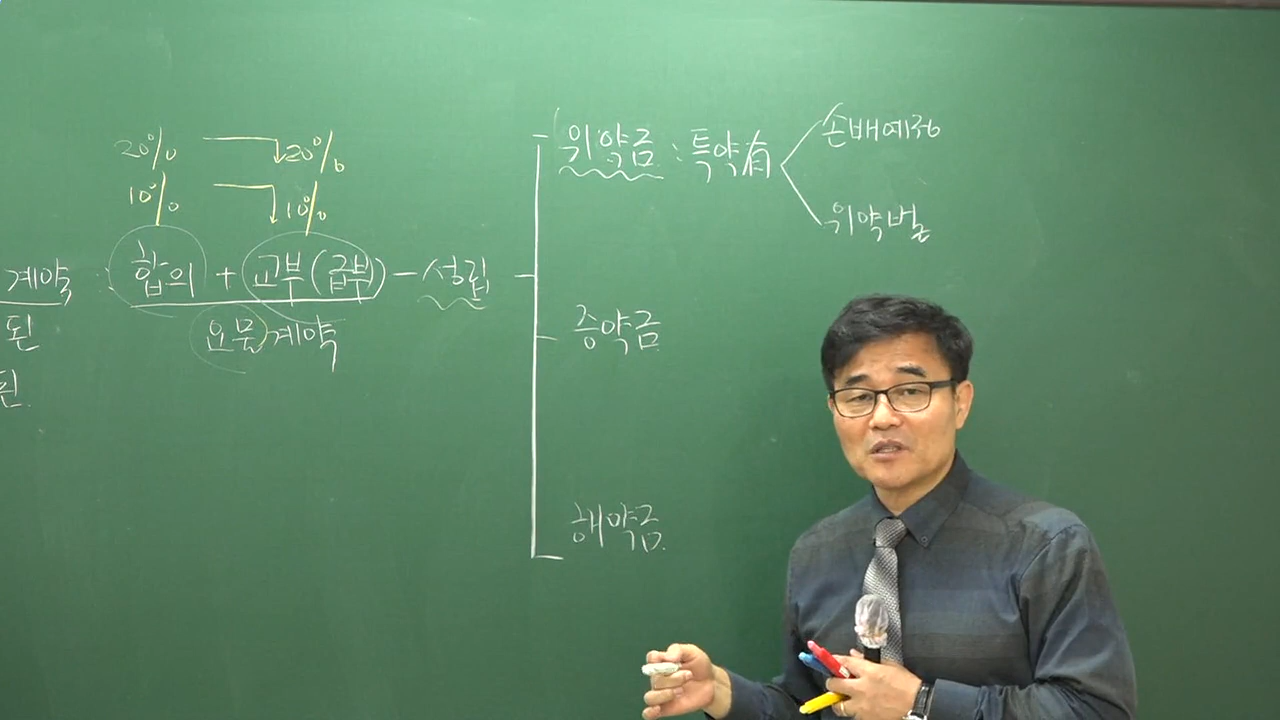 20% 20%
10% 10%
계약 : 합의 + 교부(급부) - 성립
된
된
요물계약
위약금 : 특약有
손배예정
위약벌
증약금
해약금